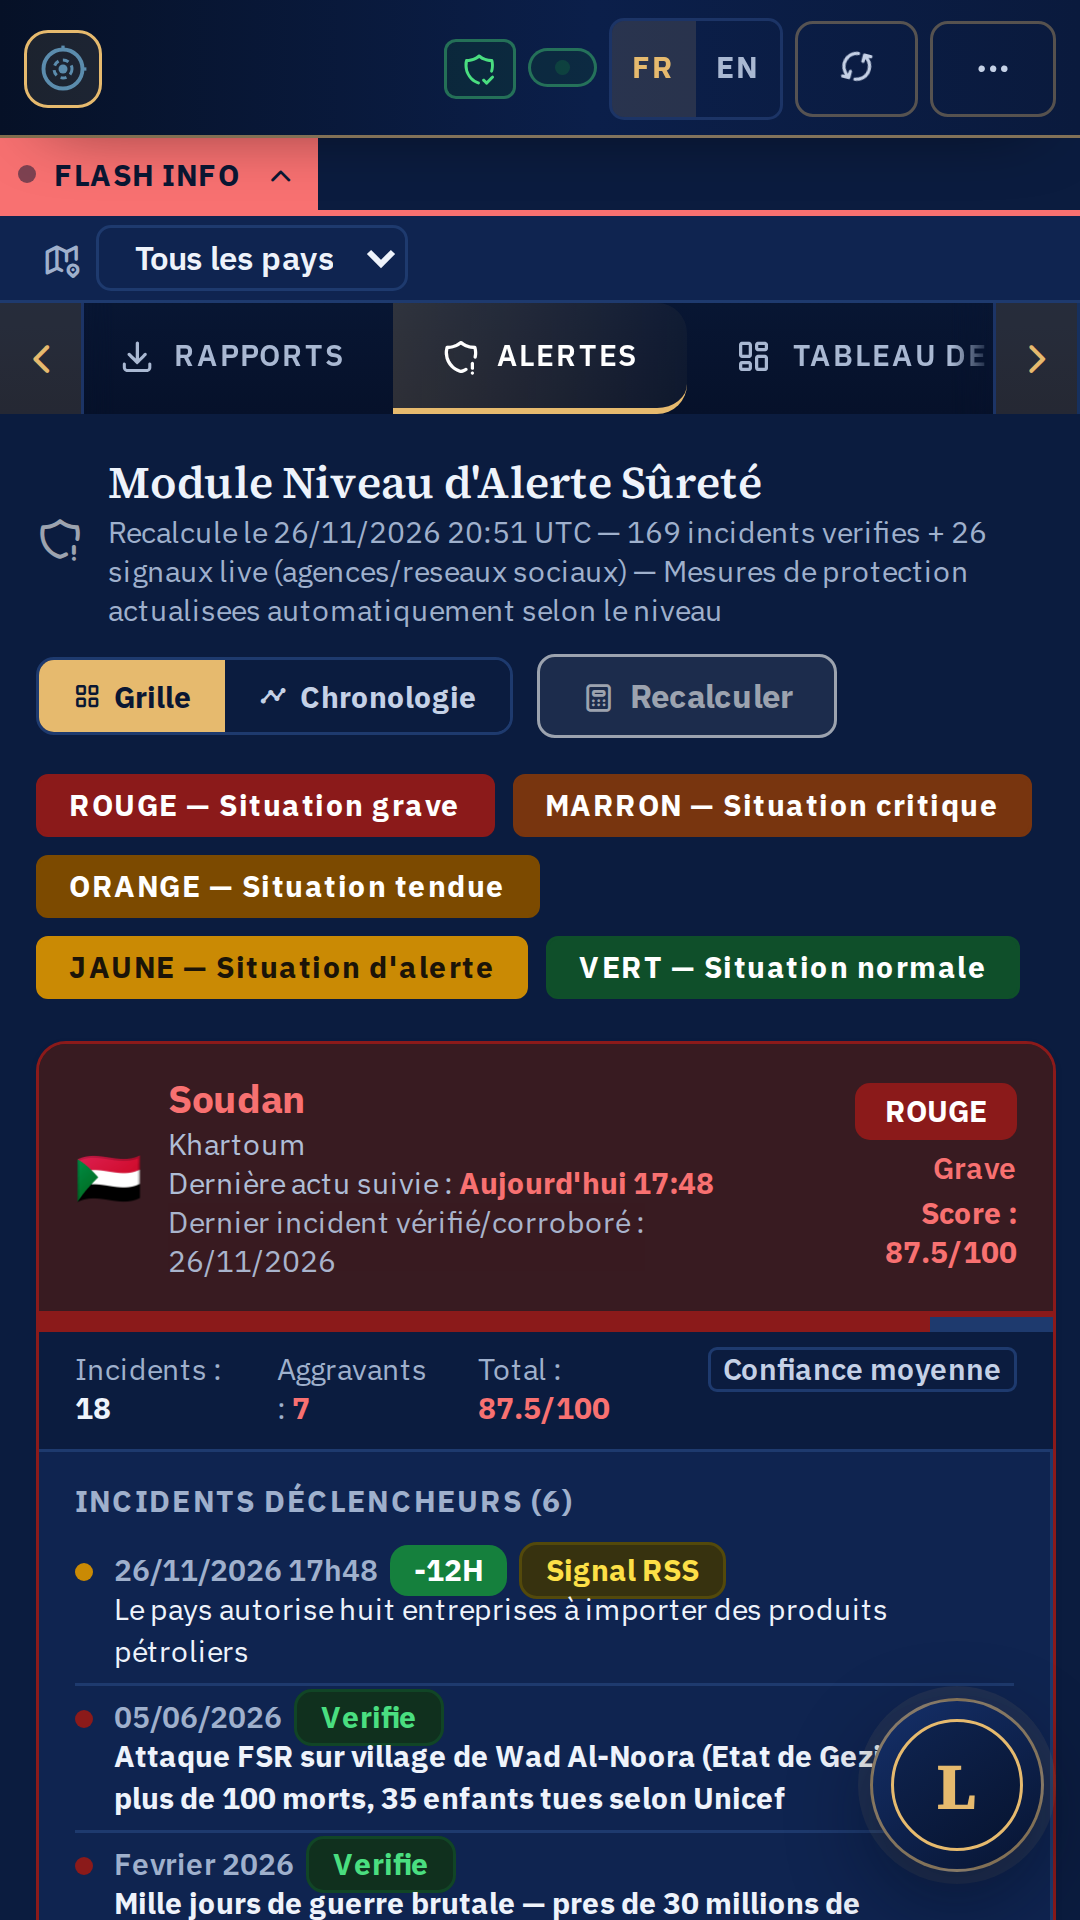 FR EN
FLASH INFO
Tous les pays
RAPPORTS ALERTES TABLEAU DE
Module Niveau d'Alerte Sûreté
Recalcule le 26/11/2026 20:51 UTC — 169 incidents verifies + 26
signaux live (agences/reseaux sociaux) — Mesures de protection
actualisees automatiquement selon le niveau
Grille Chronologie Recalculer
ROUGE — Situation grave MARRON — Situation critique
ORANGE — Situation tendue
JAUNE — Situation d'alerte VERT — Situation normale
Soudan
ROUGE
Khartoum
Grave
Dernière actu suivie : Aujourd'hui 17:48
Score :
87.5/100
Dernier incident vérifié/corroboré :
26/11/2026
Incidents :
18
Aggravants
: 7
Total :
87.5/100
Confiance moyenne
INCIDENTS DÉCLENCHEURS (6)
26/11/2026 17h48 -12H Signal RSS
Le pays autorise huit entreprises à importer des produits
pétroliers
05/06/2026 Verifie
Attaque FSR sur village de Wad Al-Noora (Etat de Gezi
plus de 100 morts, 35 enfants tues selon Unicef
L
Fevrier 2026 Verifie
Mille jours de guerre brutale — pres de 30 millions de